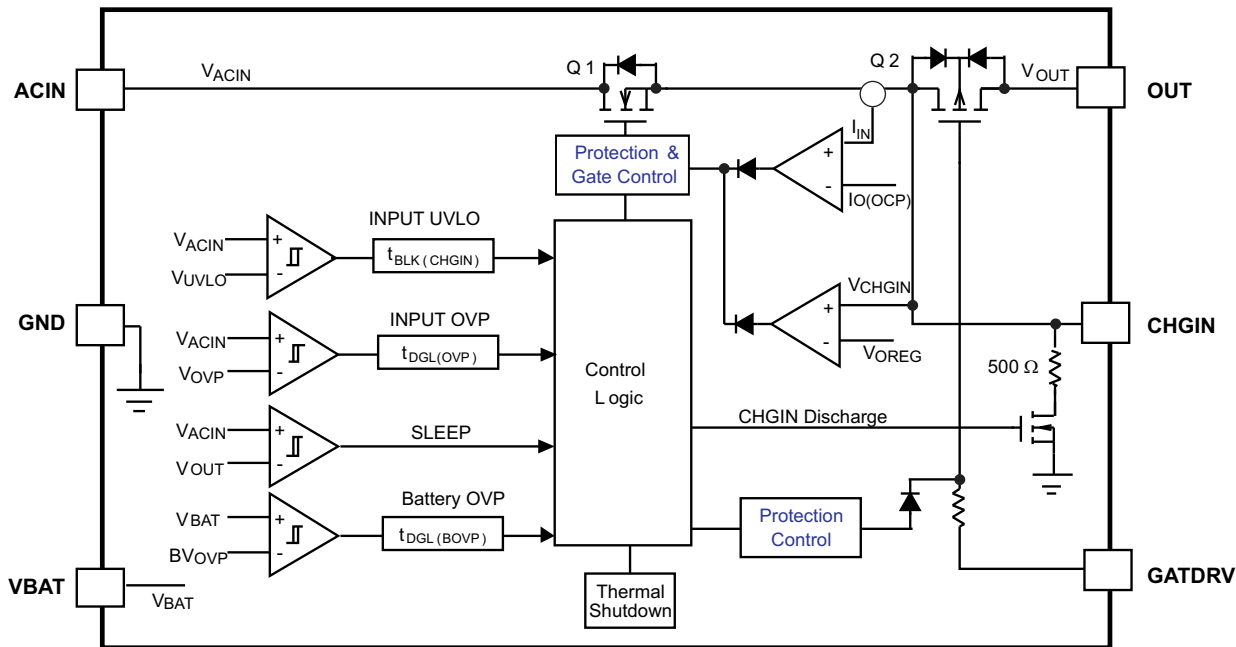 ACIN
VACIN
Q 1
Q 2
VOUT
OUT
IIN
Protection &
Gate Control
+
-
IO(OCP)
INPUT UVLO
VACIN
+
tBLK (CHGIN)
VUVLO
-
GND
VCHGIN
+
CHGIN
INPUT OVP
VACIN
+
tDGL(OVP)
VOVP
-
-
VOREG
Control
Logic
500 Ω
VACIN
+
SLEEP
VOUT
-
CHGIN Discharge
Battery OVP
VBAT
+
tDGL (BOVP)
BVOVP
-
Protection
Control
VBAT
VBAT
Thermal
Shutdown
GATDRV